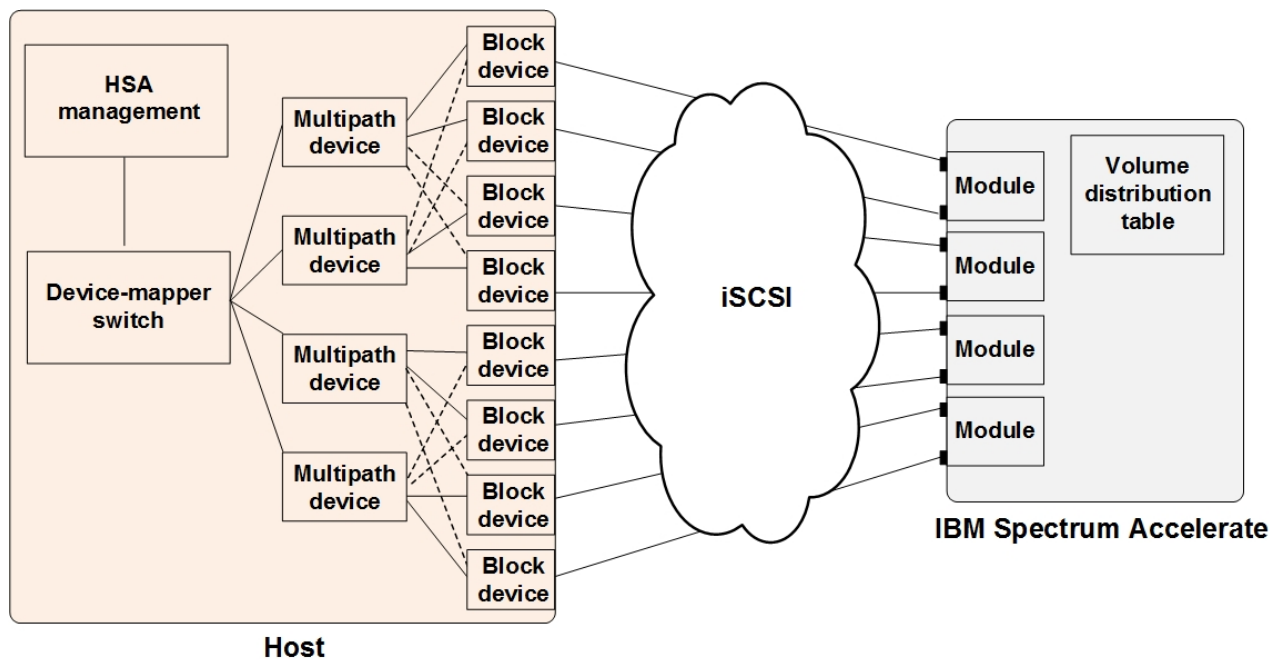 HSA
management
Device-mapper
switch
Multipath
device
Multipath
device
Multipath
device
Multipath
device
Block
device
Block
device
Block
device
Block
device
Block
device
Block
device
Block
device
Block
device
Host
iSCSI
Module
Module
Module
Module
Volume
distribution
table
IBM Spectrum Accelerate